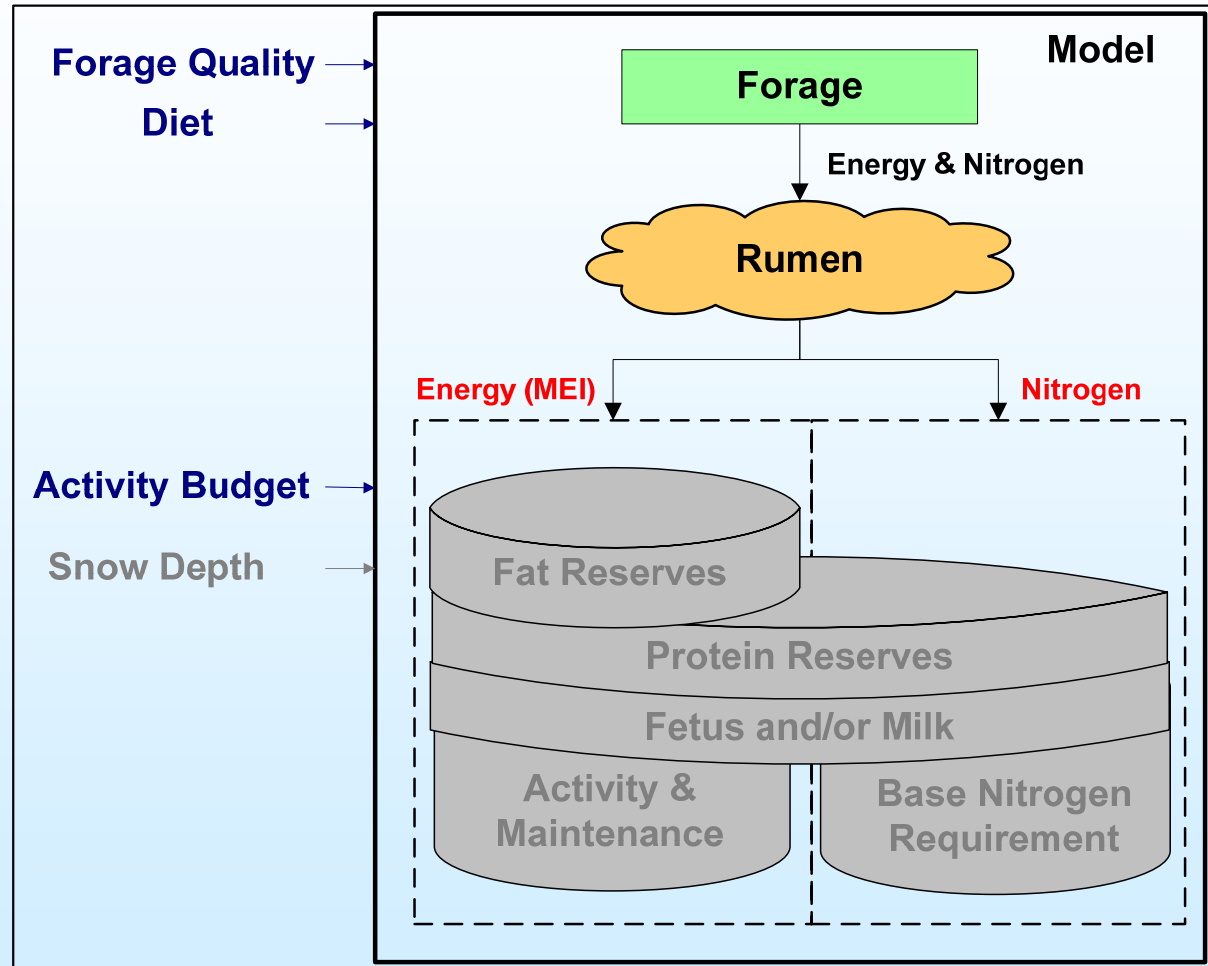 Model
Forage Quality
Diet
Forage
Energy & Nitrogen
Rumen
Energy (MEI)
Nitrogen
Activity Budget
Snow Depth
Fat Reserves
Protein Reserves
Fetus and/or Milk
Activity &
Maintenance
Base Nitrogen
Requirement